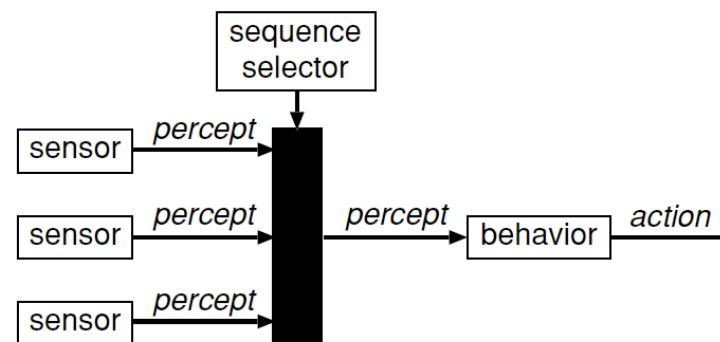 sequence
selector
percept
sensor
percept
percept
action
sensor
behavior
percept
sensor